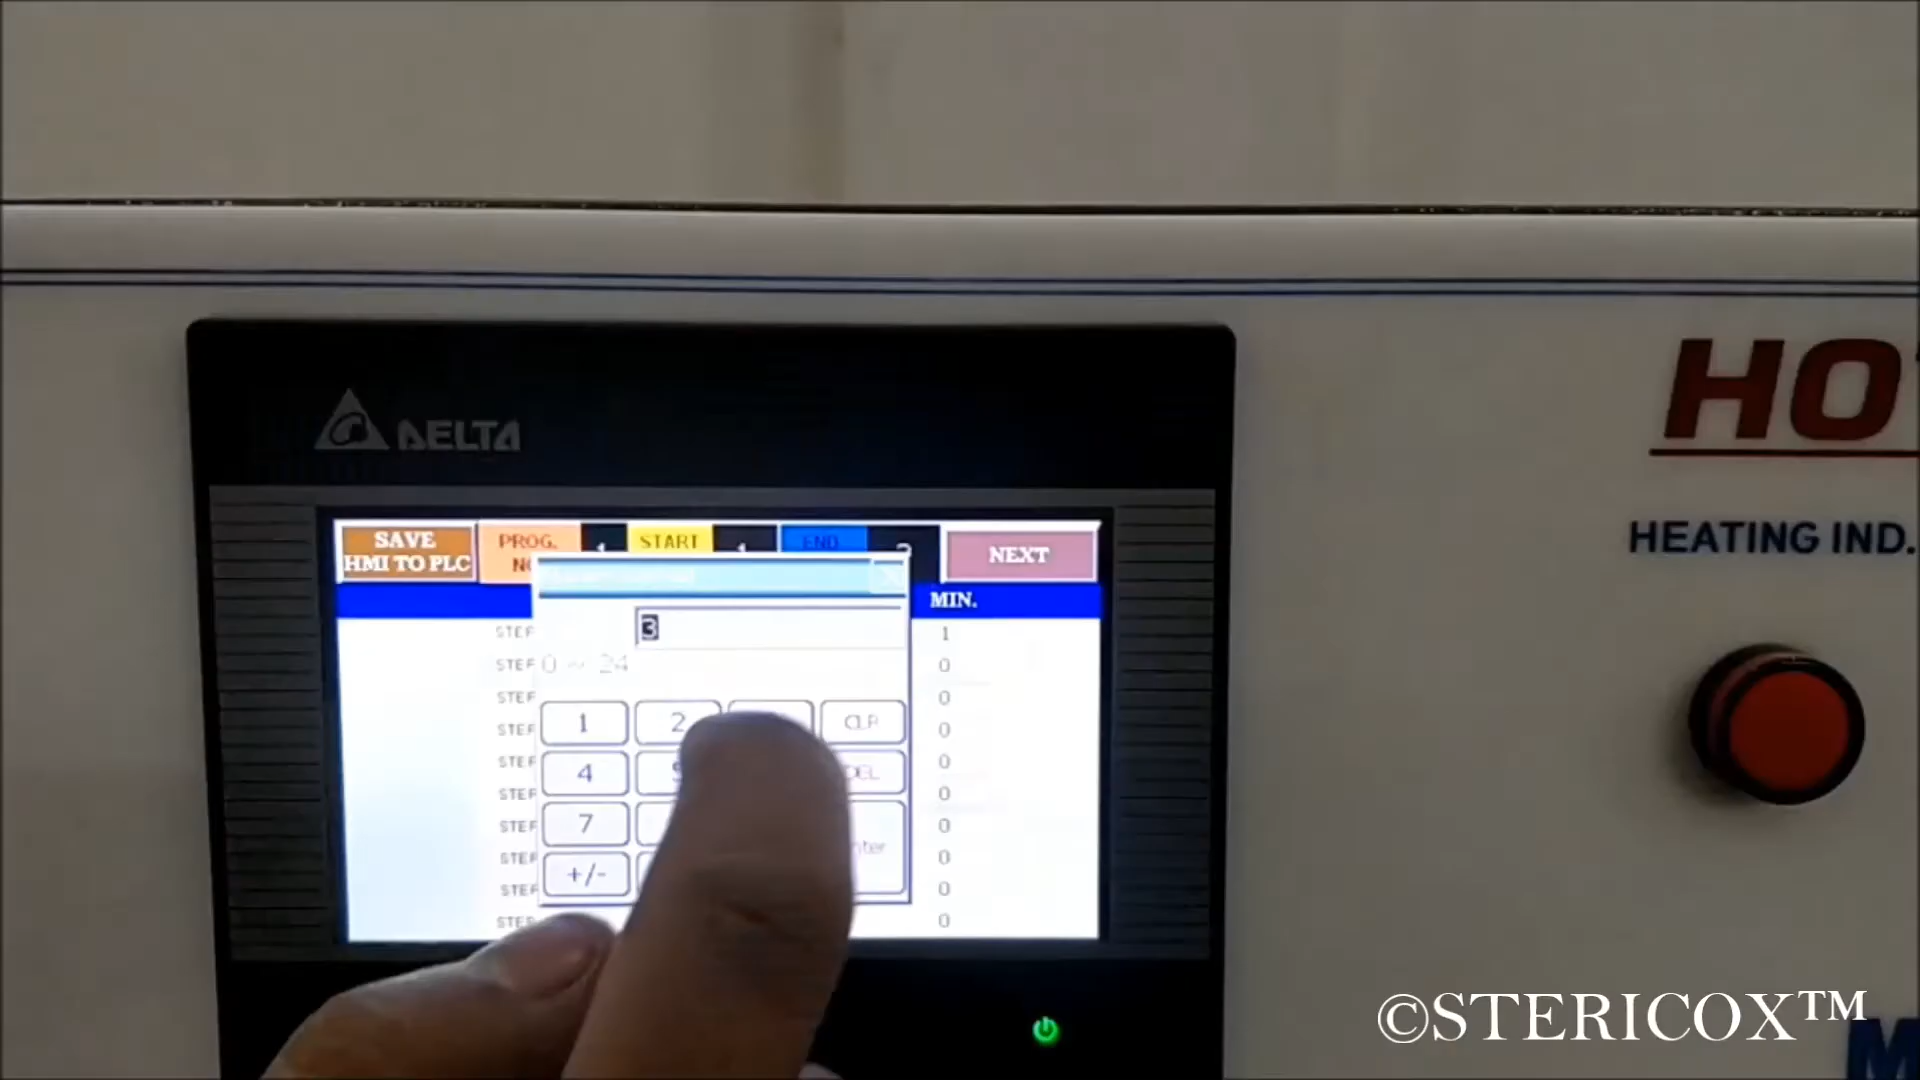 HO
HEATING IND.
DELTA
SAVE
HMI TO PLC
PROG.
START
1
END
NEXT
MIN.
3
0 ~ 24
STEP 1
STEP 0
STEP 0
STEP 0
STEP 0
STEP 0
STEP 0
STEP 0
STEP 0
STEP 0
1 2 CLR
4 DEL
7
+/-
©STERICOX™
M